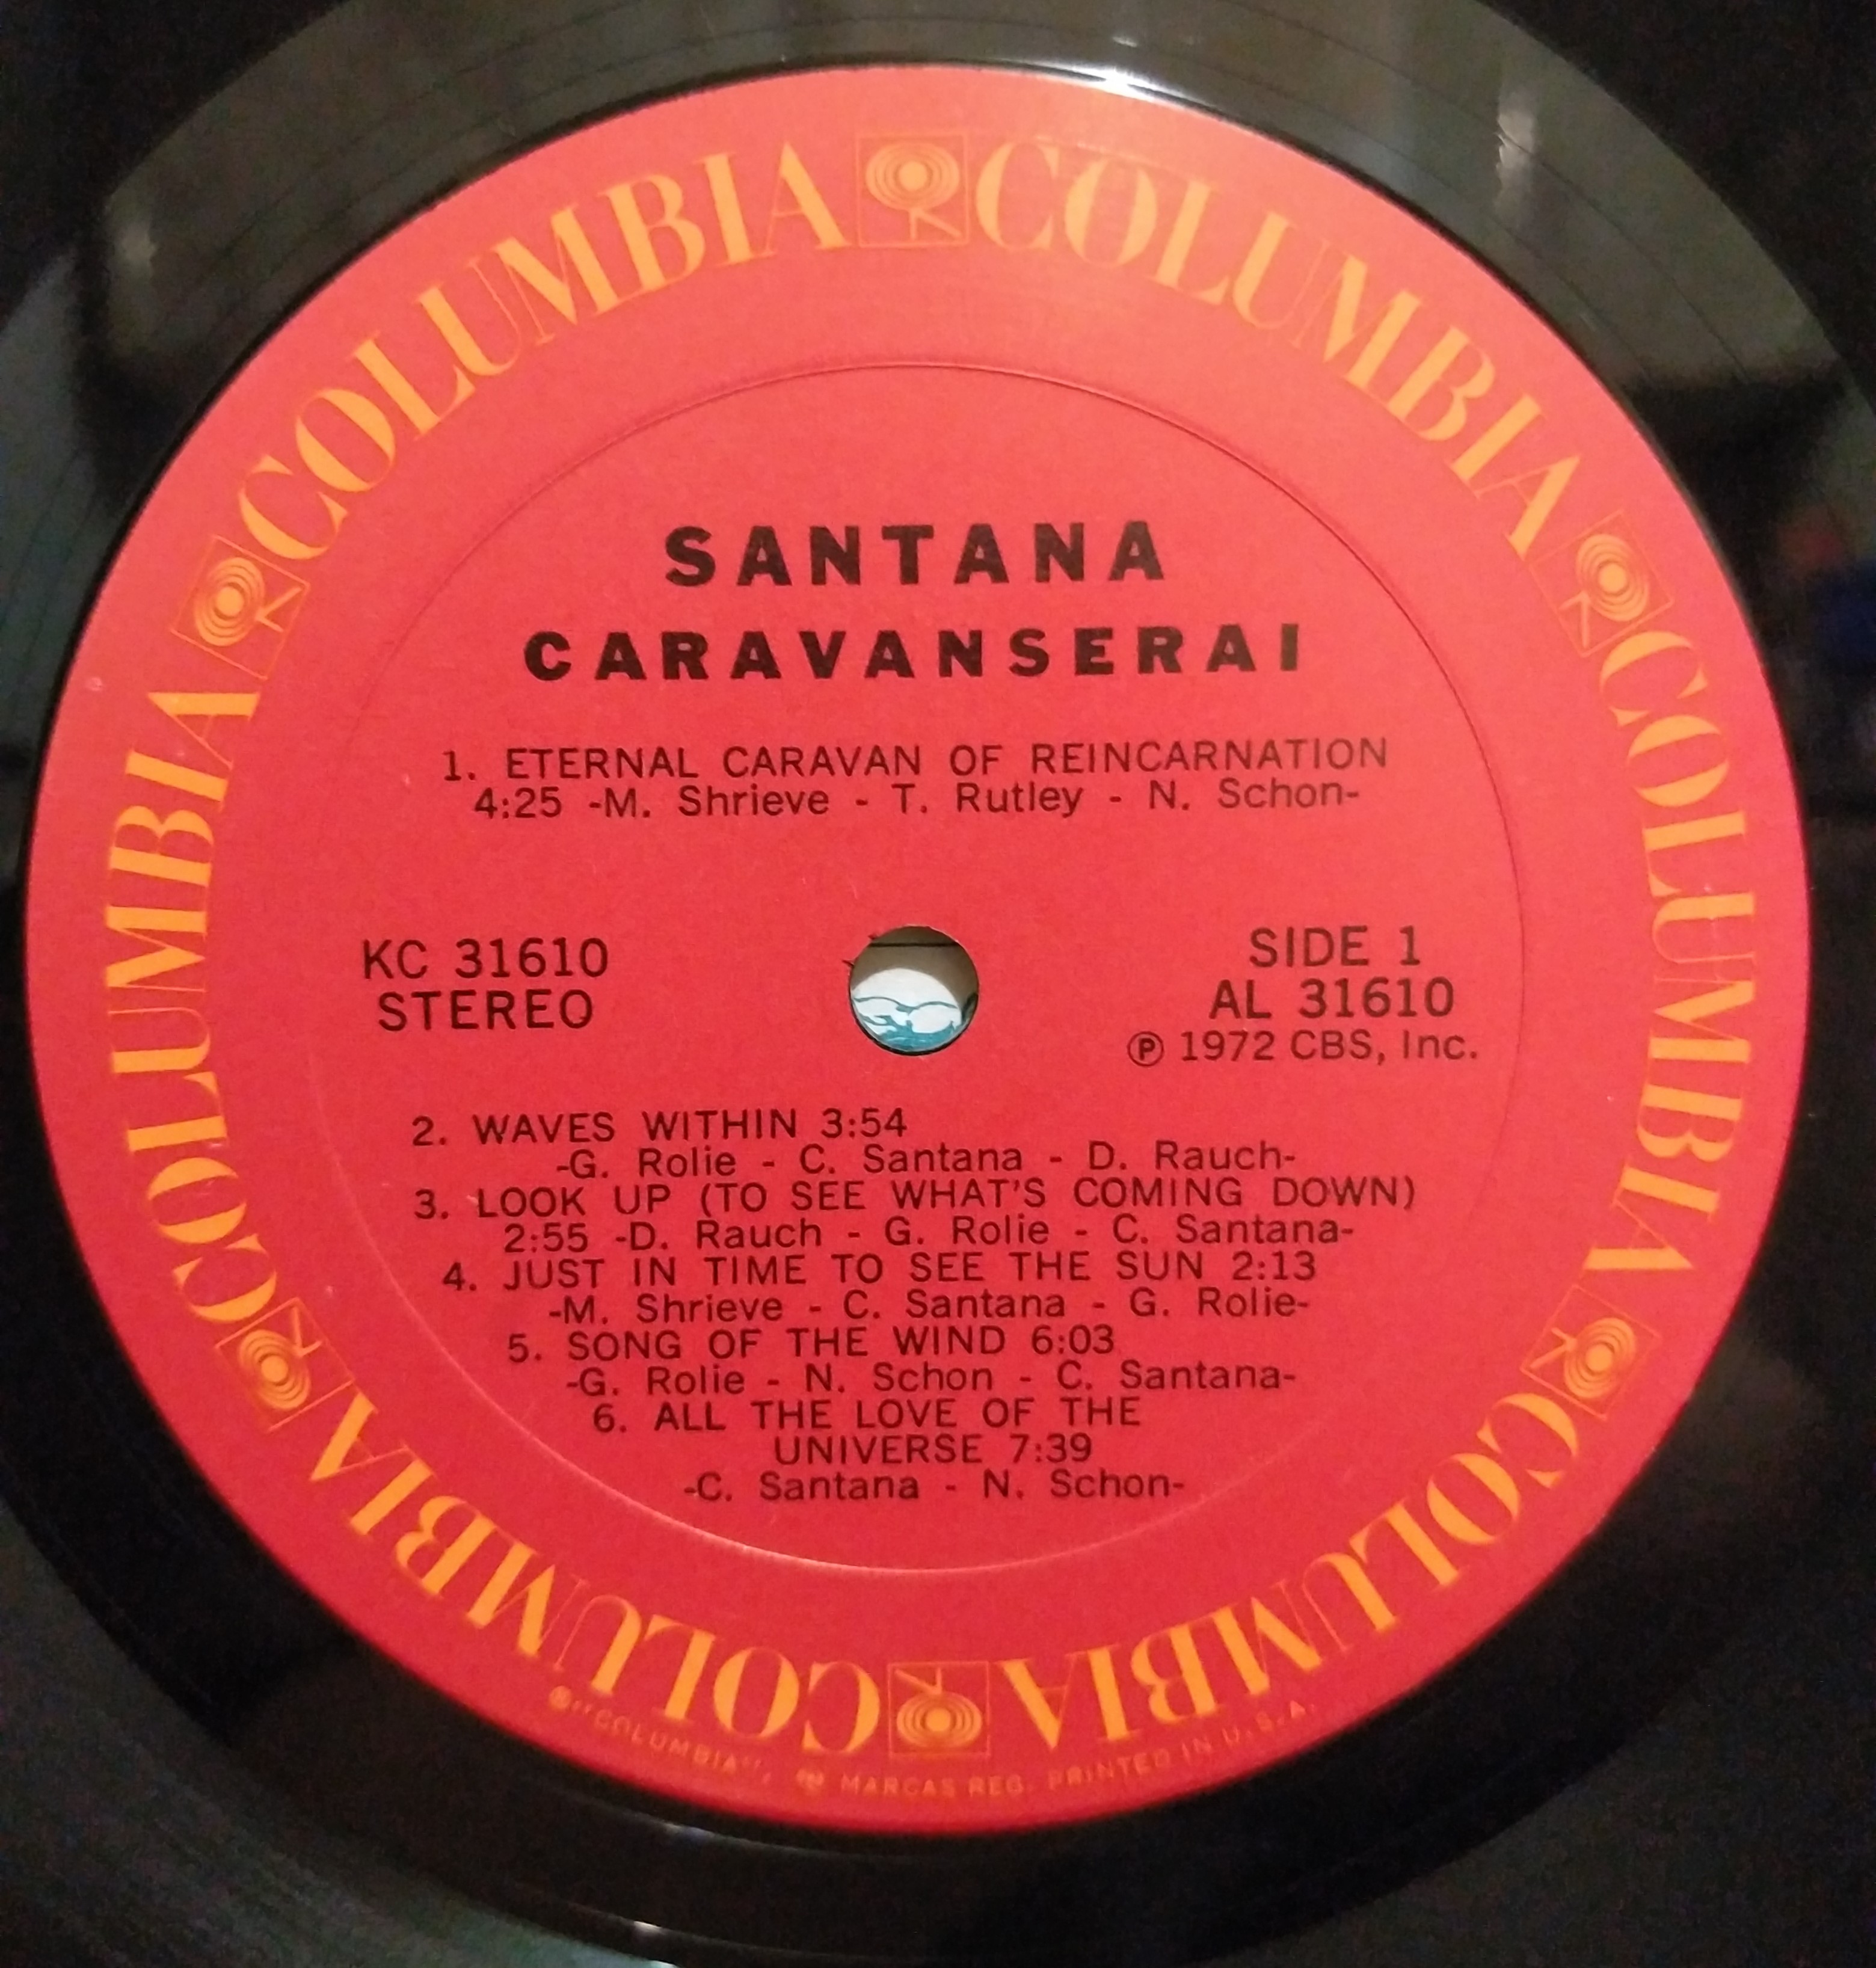 COLUMBIA COLUMBIA COLUMBIA COLUMBIA COLUMBIA COLUMBIA
SANTANA
CARAVANSERAI
1. ETERNAL CARAVAN OF REINCARNATION
4:25 -M. Shrieve - T. Rutley - N. Schon-
KC 31610
STEREO
SIDE 1
AL 31610
Ⓟ 1972 CBS, Inc.
2. WAVES WITHIN 3:54
-G. Rolie - C. Santana - D. Rauch-
3. LOOK UP (TO SEE WHAT'S COMING DOWN)
2:55 -D. Rauch - G. Rolie - C. Santana-
4. JUST IN TIME TO SEE THE SUN 2:13
-M. Shrieve - C. Santana - G. Rolie-
5. SONG OF THE WIND 6:03
-G. Rolie - N. Schon - C. Santana-
6. ALL THE LOVE OF THE
UNIVERSE 7:39
-C. Santana - N. Schon-
®"COLUMBIA", MARCAS REG. PRINTED IN U.S.A.